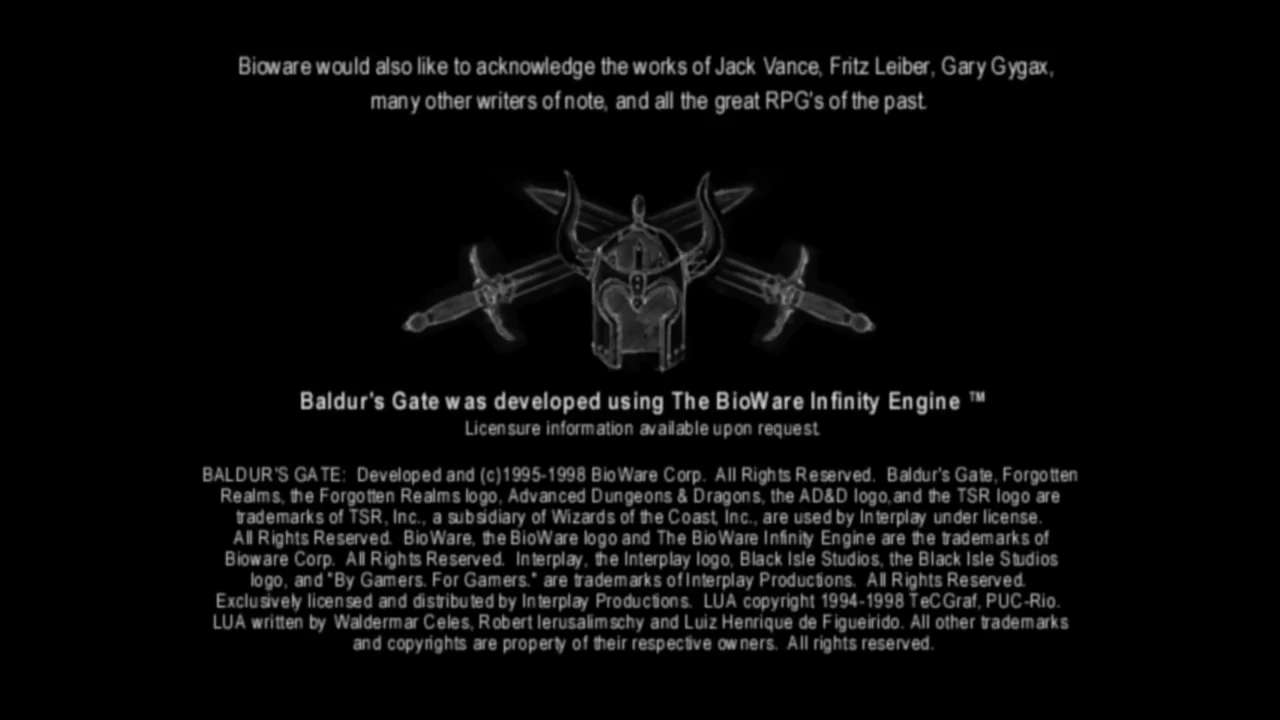 Bioware would also like to acknowledge the works of Jack Vance, Fritz Leiber, Gary Gygax,
many other writers of note, and all the great RPG's of the past.
Baldur's Gate was developed using The BioWare Infinity Engine ™
Licensure information available upon request.
BALDUR'S GATE: Developed and (c)1995-1998 BioWare Corp. All Rights Reserved. Baldur's Gate, Forgotten
Realms, the Forgotten Realms logo, Advanced Dungeons & Dragons, the AD&D logo,and the TSR logo are
trademarks of TSR, Inc., a subsidiary of Wizards of the Coast, Inc., are used by Interplay under license.
All Rights Reserved. BioWare, the BioWare logo and The BioWare Infinity Engine are the trademarks of
Bioware Corp. All Rights Reserved. Interplay, the Interplay logo, Black Isle Studios, the Black Isle Studios
logo, and "By Gamers. For Gamers." are trademarks of Interplay Productions. All Rights Reserved.
Exclusively licensed and distributed by Interplay Productions. LUA copyright 1994-1998 TeCGraf, PUC-Rio.
LUA written by Waldermar Celes, Robert Ierusalimschy and Luiz Henrique de Figueirido. All other trademarks
and copyrights are property of their respective owners. All rights reserved.